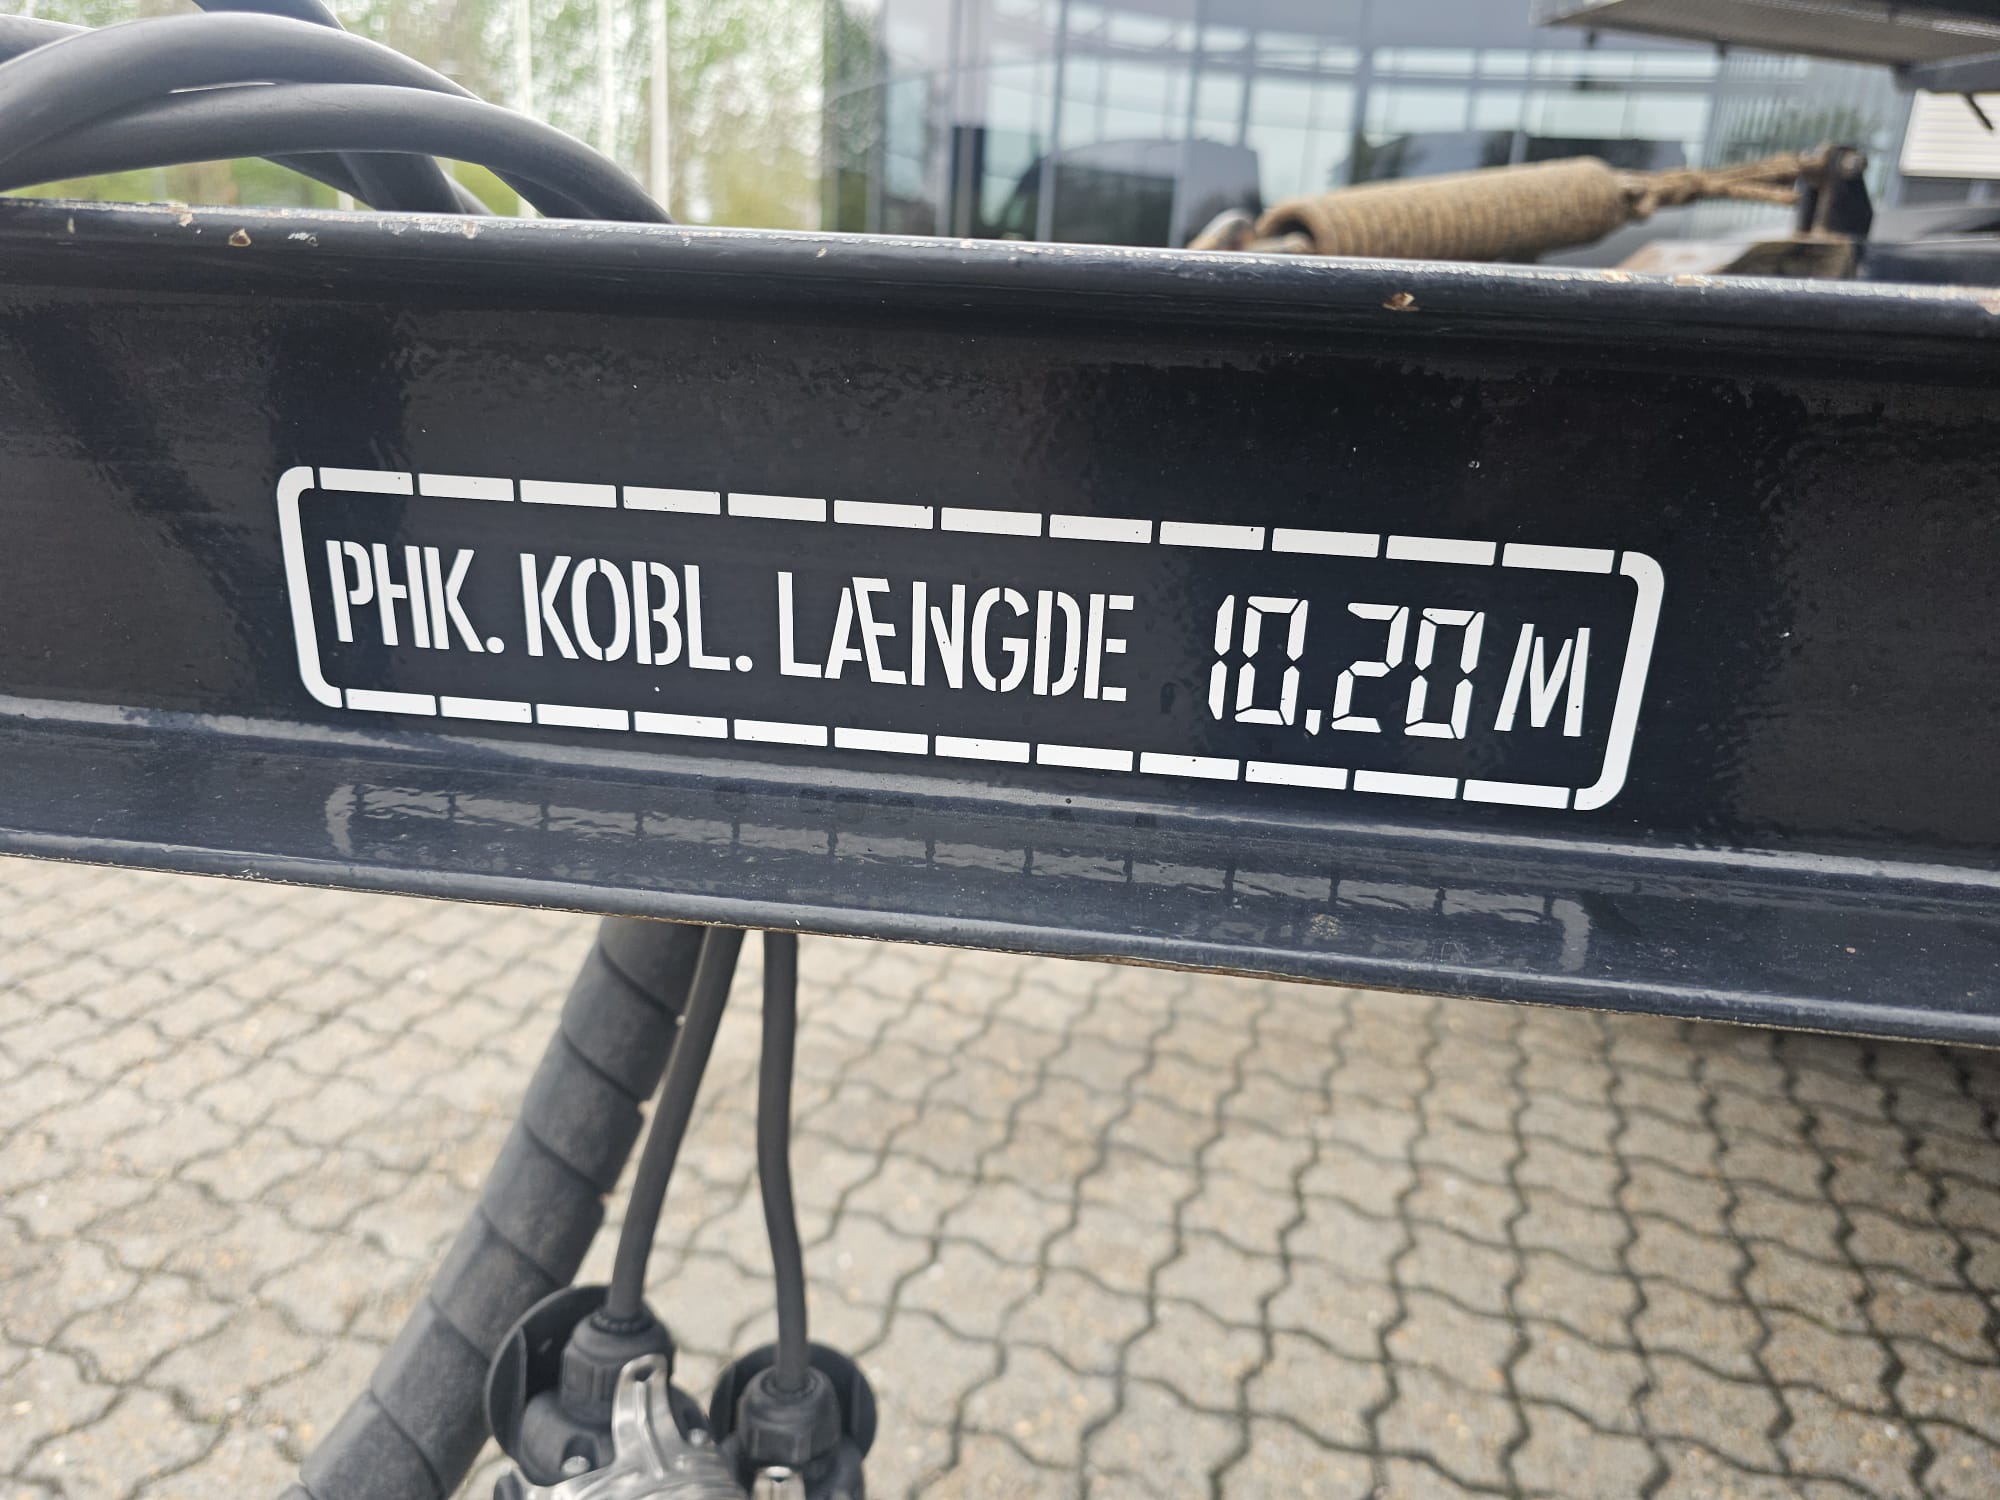 PHK. KOBL. LÆNGDE 10,20 M